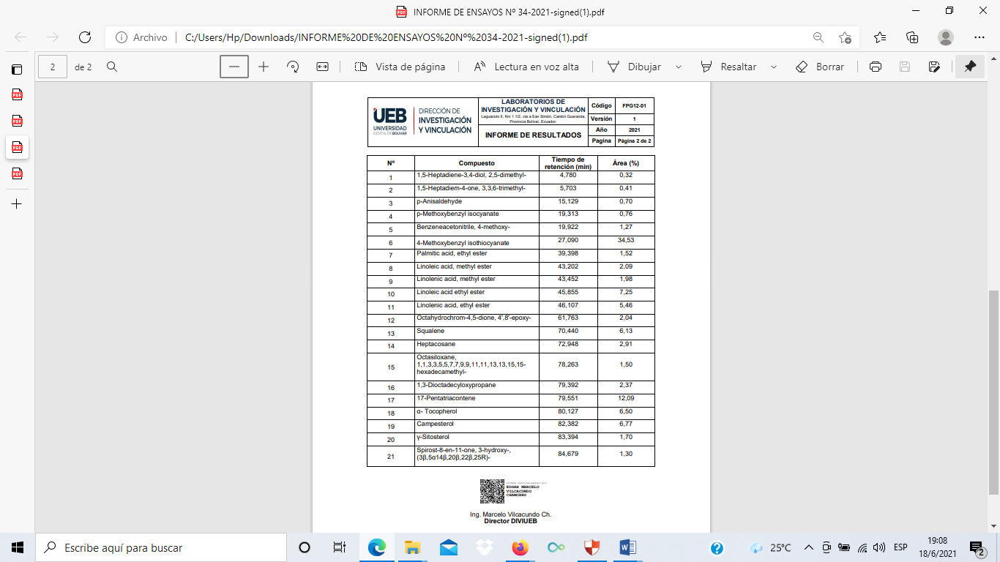 INFORME DE ENSAYOS Nº 34-2021-signed(1).pdf
Archivo C:/Users/Hp/Downloads/INFORME%20DE%20ENSAYOS%20Nº%2034-2021-signed(1).pdf
2 de 2 Vista de página Lectura en voz alta Dibujar Resaltar Borrar
UEB
UNIVERSIDAD
ESTATAL DE BOLIVAR
DIRECCIÓN DE
INVESTIGACIÓN
Y VINCULACIÓN
LABORATORIOS DE
INVESTIGACIÓN Y VINCULACIÓN
Laguacoto II, Km 1 1/2, vía a San Simón. Cantón Guaranda,
Provincia Bolívar, Ecuador.
INFORME DE RESULTADOS
Código FPG12-01
Versión 1
Año 2021
Pagina Página 2 de 2
Nº Compuesto Tiempo de retención (min) Área (%)
1 1,5-Heptadiene-3,4-diol, 2,5-dimethyl- 4,780 0,32
2 1,5-Heptadiem-4-one, 3,3,6-trimethyl- 5,703 0,41
3 p-Anisaldehyde 15,129 0,70
4 p-Methoxybenzyl isocyanate 19,313 0,76
5 Benzeneacetonitrile, 4-methoxy- 19,922 1,27
6 4-Methoxybenzyl isothiocyanate 27,090 34,53
7 Palmitic acid, ethyl ester 39,398 1,52
8 Linoleic acid, methyl ester 43,202 2,09
9 Linolenic acid, methyl ester 43,452 1,98
10 Linoleic acid ethyl ester 45,855 7,25
11 Linolenic acid, ethyl ester 46,107 5,46
12 Octahydrochrom-4,5-dione, 4',8'-epoxy- 61,763 2,04
13 Squalene 70,440 6,13
14 Heptacosane 72,948 2,91
15 Octasiloxane,
1,1,3,3,5,5,7,7,9,9,11,11,13,13,15,15-
hexadecamethyl- 78,263 1,50
16 1,3-Dioctadecyloxypropane 79,392 2,37
17 17-Pentatriacontene 79,551 12,09
18 α- Tocopherol 80,127 6,50
19 Campesterol 82,382 6,77
20 γ-Sitosterol 83,394 1,70
21 Spirost-8-en-11-one, 3-hydroxy-,
(3β,5α14β,20β,22β,25R)- 84,679 1,30
EDGAR MARCELO
VILCACUNDO
CHAMORRO
Ing. Marcelo Vilcacundo Ch.
Director DIVIUEB
Escribe aquí para buscar
25°C ESP
19:08
18/6/2021
2